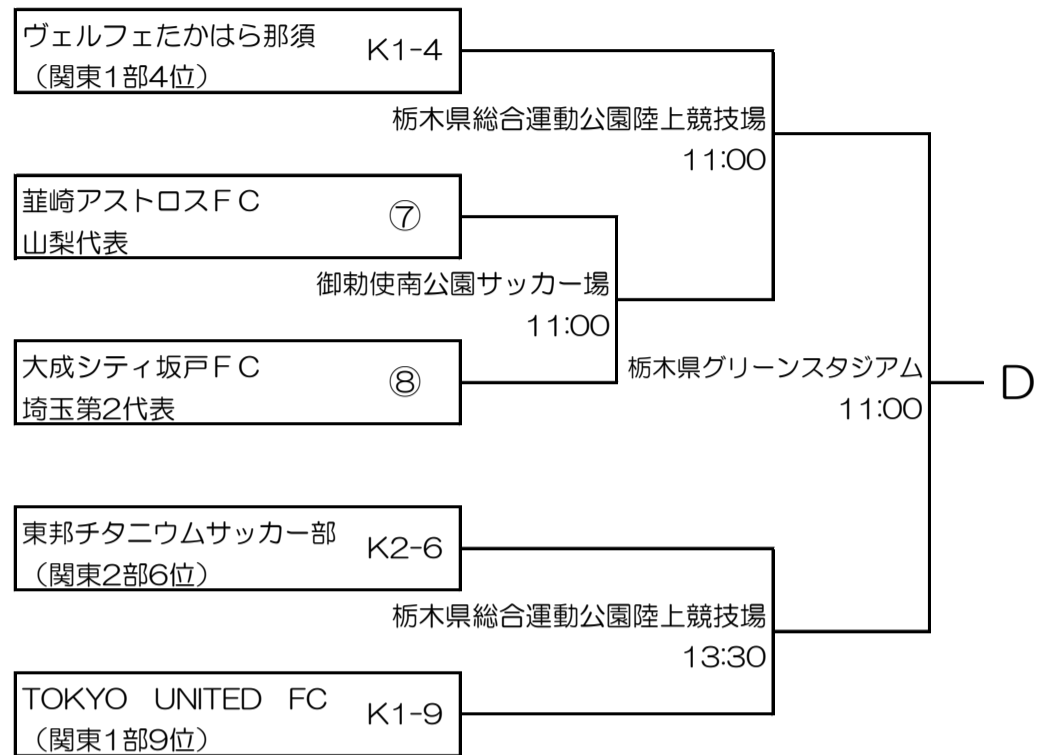 ヴェルフェたかはら那須
（関東1部4位）
K1-4
栃木県総合運動公園陸上競技場
11:00
韮崎アストロスＦＣ
山梨代表
⑦
御勅使南公園サッカー場
11:00
大成シティ坂戸ＦＣ
埼玉第2代表
⑧
栃木県グリーンスタジアム
11:00
D
東邦チタニウムサッカー部
（関東2部6位）
K2-6
栃木県総合運動公園陸上競技場
13:30
TOKYO　UNITED　FC
（関東1部9位）
K1-9